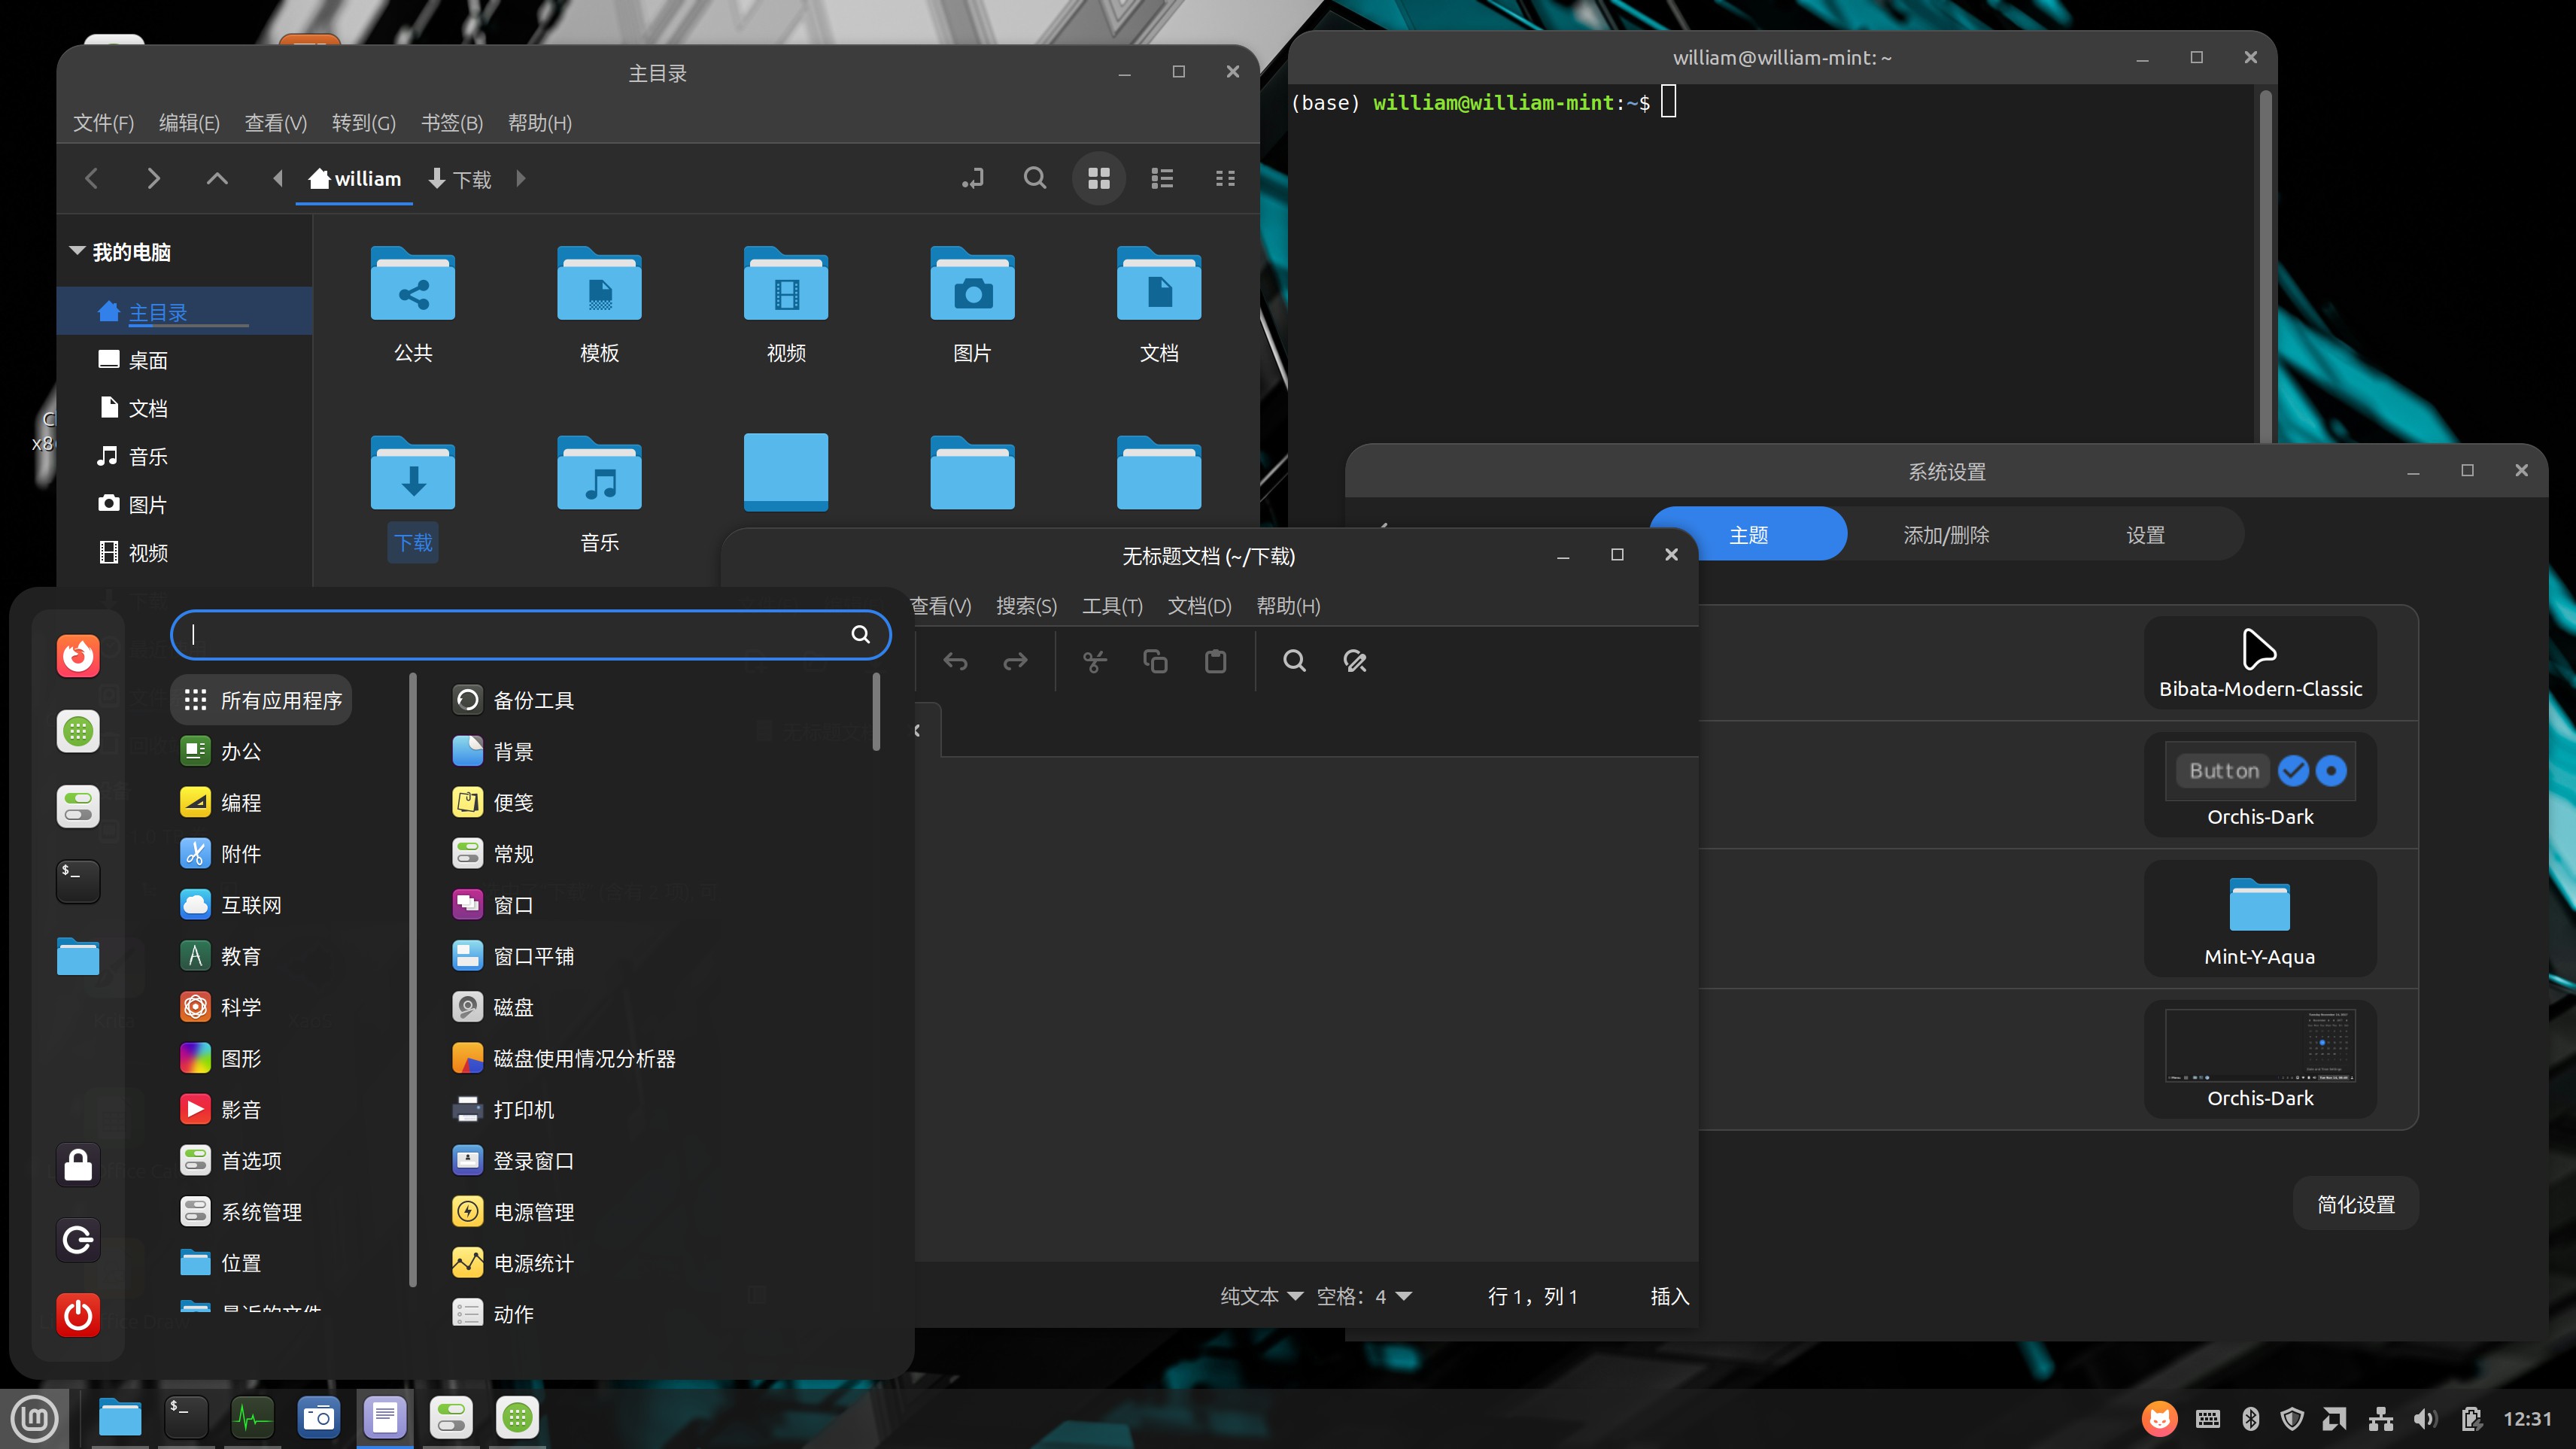 主目录
文件(F) 编辑(E) 查看(V) 转到(G) 书签(B) 帮助(H)
william 下载
我的电脑
主目录
桌面
文档
音乐
图片
视频
公共 模板 视频 图片 文档
下载 音乐
william@william-mint: ~
(base) william@william-mint:~$
系统设置
主题 添加/删除 设置
Bibata-Modern-Classic
Button
Orchis-Dark
Mint-Y-Aqua
Orchis-Dark
简化设置
无标题文档 (~/下载)
查看(V) 搜索(S) 工具(T) 文档(D) 帮助(H)
纯文本 空格：4 行 1，列 1 插入
所有应用程序
办公
编程
附件
互联网
教育
科学
图形
影音
首选项
系统管理
位置
最近的文件
备份工具
背景
便笺
常规
窗口
窗口平铺
磁盘
磁盘使用情况分析器
打印机
登录窗口
电源管理
电源统计
动作
$_
$_
12:31